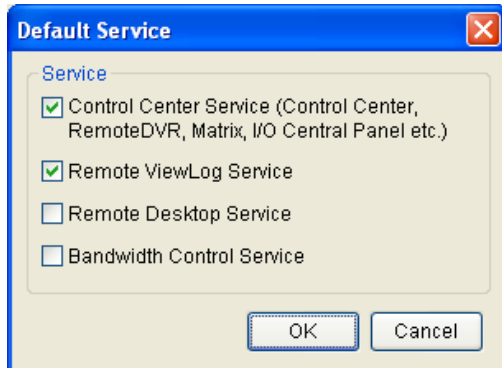 Default Service
Service
Control Center Service (Control Center,
RemoteDVR, Matrix, I/O Central Panel etc.)
Remote ViewLog Service
Remote Desktop Service
Bandwidth Control Service
OK Cancel